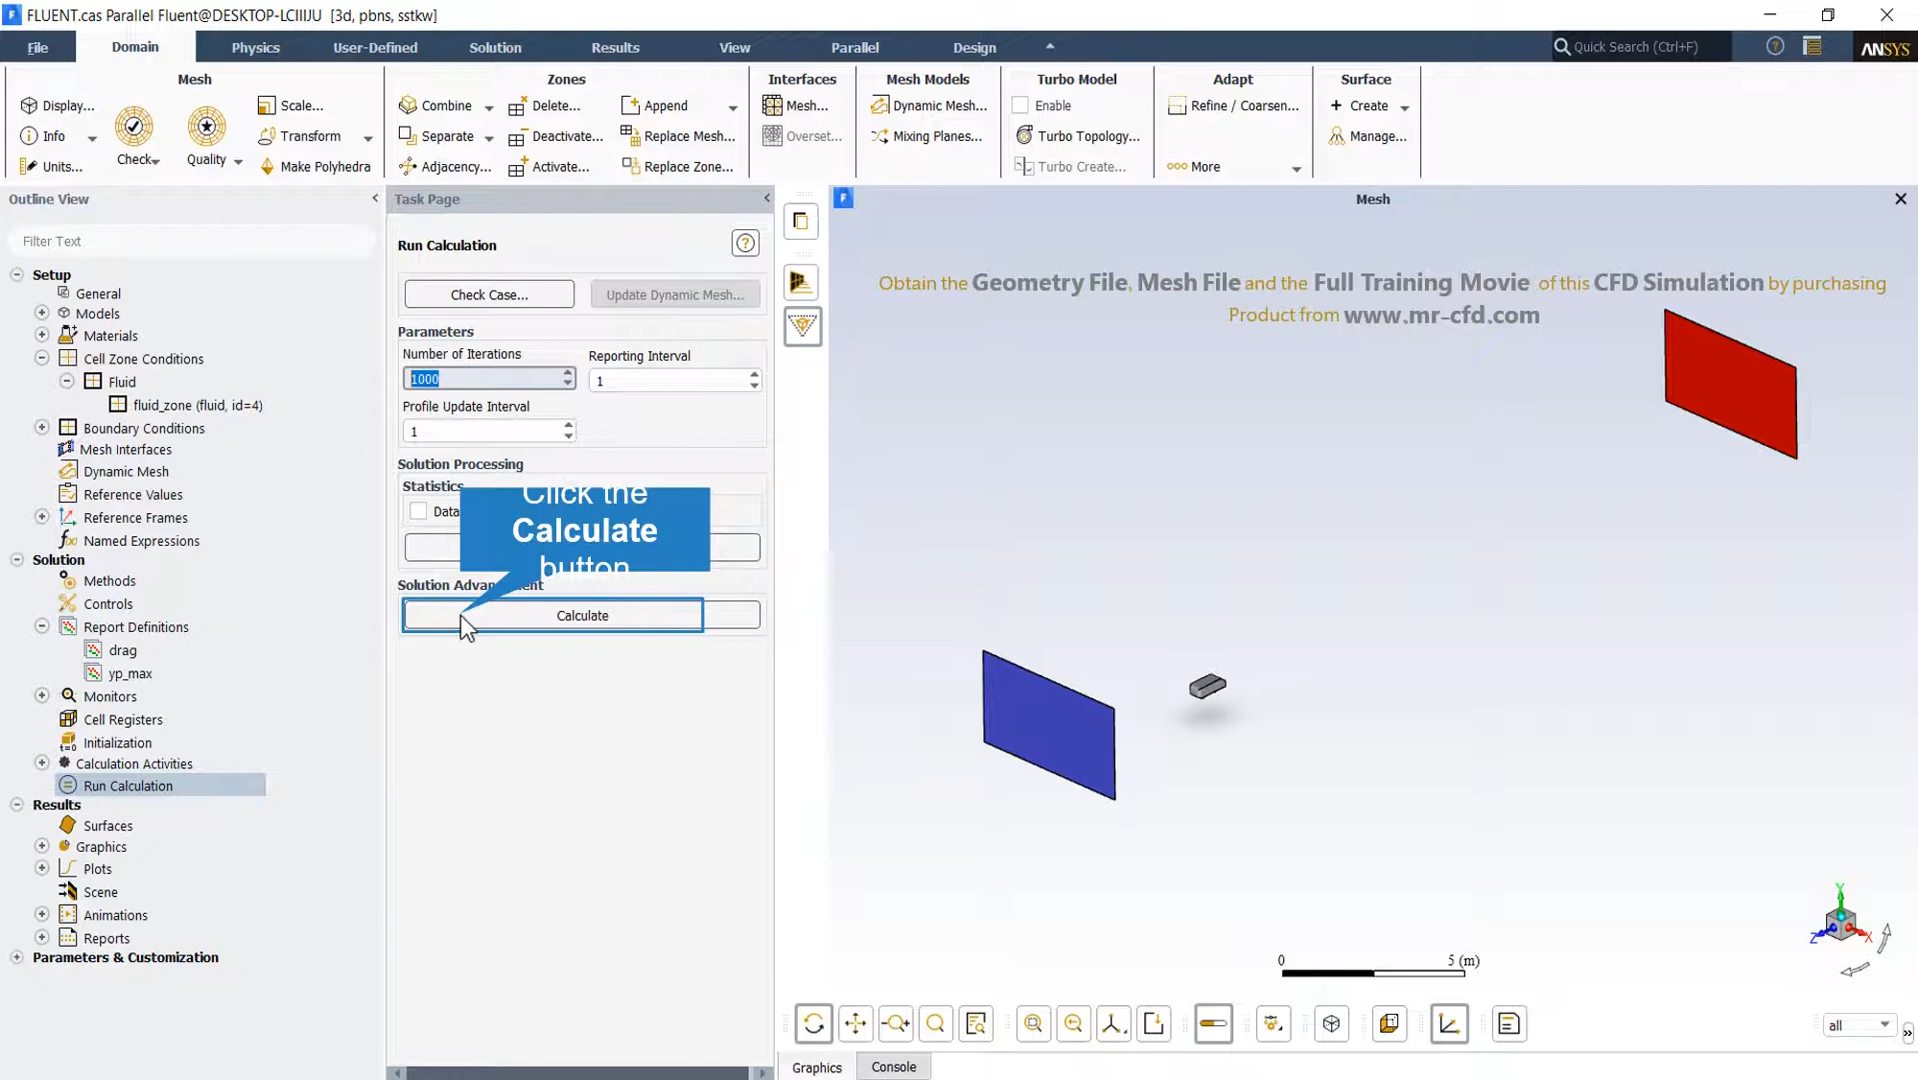 FLUENT.cas Parallel Fluent@DESKTOP-LCIIIJU [3d, pbns, sstkw]
File Domain Physics User-Defined Solution Results View Parallel Design Quick Search (Ctrl+F) ANSYS
Mesh Zones Interfaces Mesh Models Turbo Model Adapt Surface
Display... Scale... Combine Delete... Append Mesh... Dynamic Mesh... Enable Refine / Coarsen... Create
Info Transform Separate Deactivate... Replace Mesh... Overset... Mixing Planes... Turbo Topology... Manage...
Check Quality
Units... Make Polyhedra Adjacency... Activate... Replace Zone... Turbo Create... More
Outline View
Filter Text
Setup
General
Models
Materials
Cell Zone Conditions
Fluid
fluid_zone (fluid, id=4)
Boundary Conditions
Mesh Interfaces
Dynamic Mesh
Reference Values
Reference Frames
Named Expressions
Solution
Methods
Controls
Report Definitions
drag
yp_max
Monitors
Cell Registers
t=0
Initialization
Calculation Activities
Run Calculation
Results
Surfaces
Graphics
Plots
Scene
Animations
Reports
Parameters & Customization
Task Page
Run Calculation
Check Case... Update Dynamic Mesh...
Parameters
Number of Iterations Reporting Interval
1000 1
Profile Update Interval
1
Solution Processing
Statistics
Data
Click the
Calculate
button
Solution
Calculate
Mesh
Obtain the Geometry File, Mesh File and the Full Training Movie of this CFD Simulation by purchasing
Product from www.mr-cfd.com
Y
Z X
0 5 (m)
all
Graphics Console